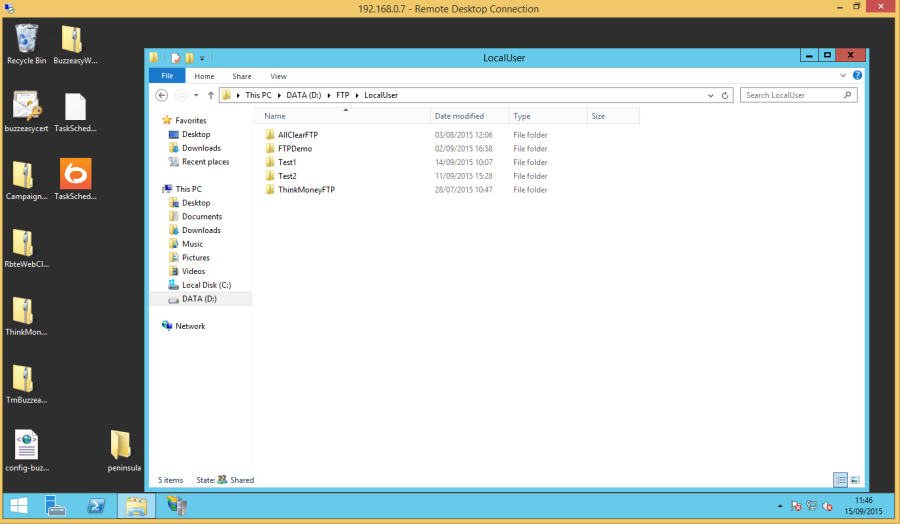 192.168.0.7 - Remote Desktop Connection
Recycle Bin
BuzzeasyW...
buzzeasycert
TaskSched...
Campaign...
TaskSched...
RbteWebCl...
ThinkMon...
TmBuzzea...
config-buz...
peninsula
LocalUser
File Home Share View
This PC DATA (D:) FTP LocalUser
Search LocalUser
Favorites
Desktop
Downloads
Recent places
This PC
Desktop
Documents
Downloads
Music
Pictures
Videos
Local Disk (C:)
DATA (D:)
Network
Name Date modified Type Size
AllClearFTP 03/08/2015 12:06 File folder
FTPDemo 02/09/2015 16:58 File folder
Test1 14/09/2015 10:07 File folder
Test2 11/09/2015 15:28 File folder
ThinkMoneyFTP 28/07/2015 10:47 File folder
5 items State: Shared
11:46
15/09/2015